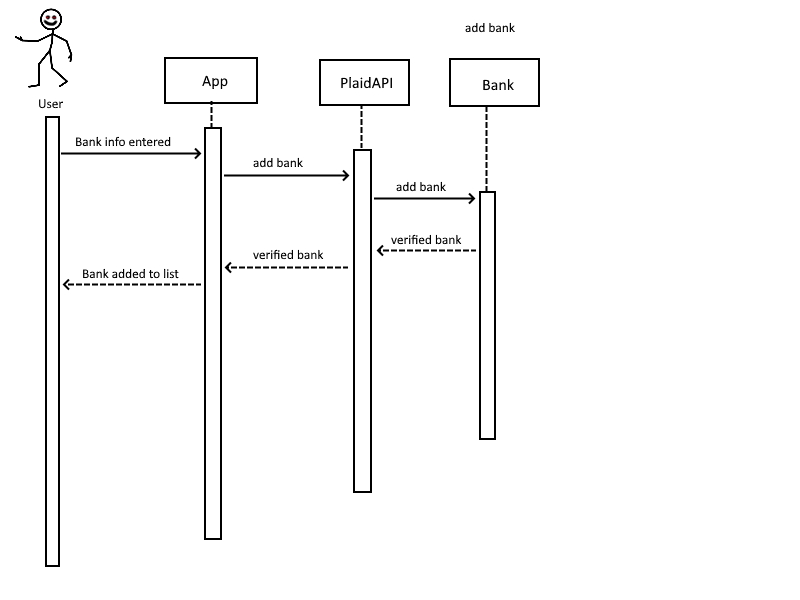 add bank
App
PlaidAPI
Bank
User
Bank info entered
add bank
add bank
verified bank
verified bank
Bank added to list